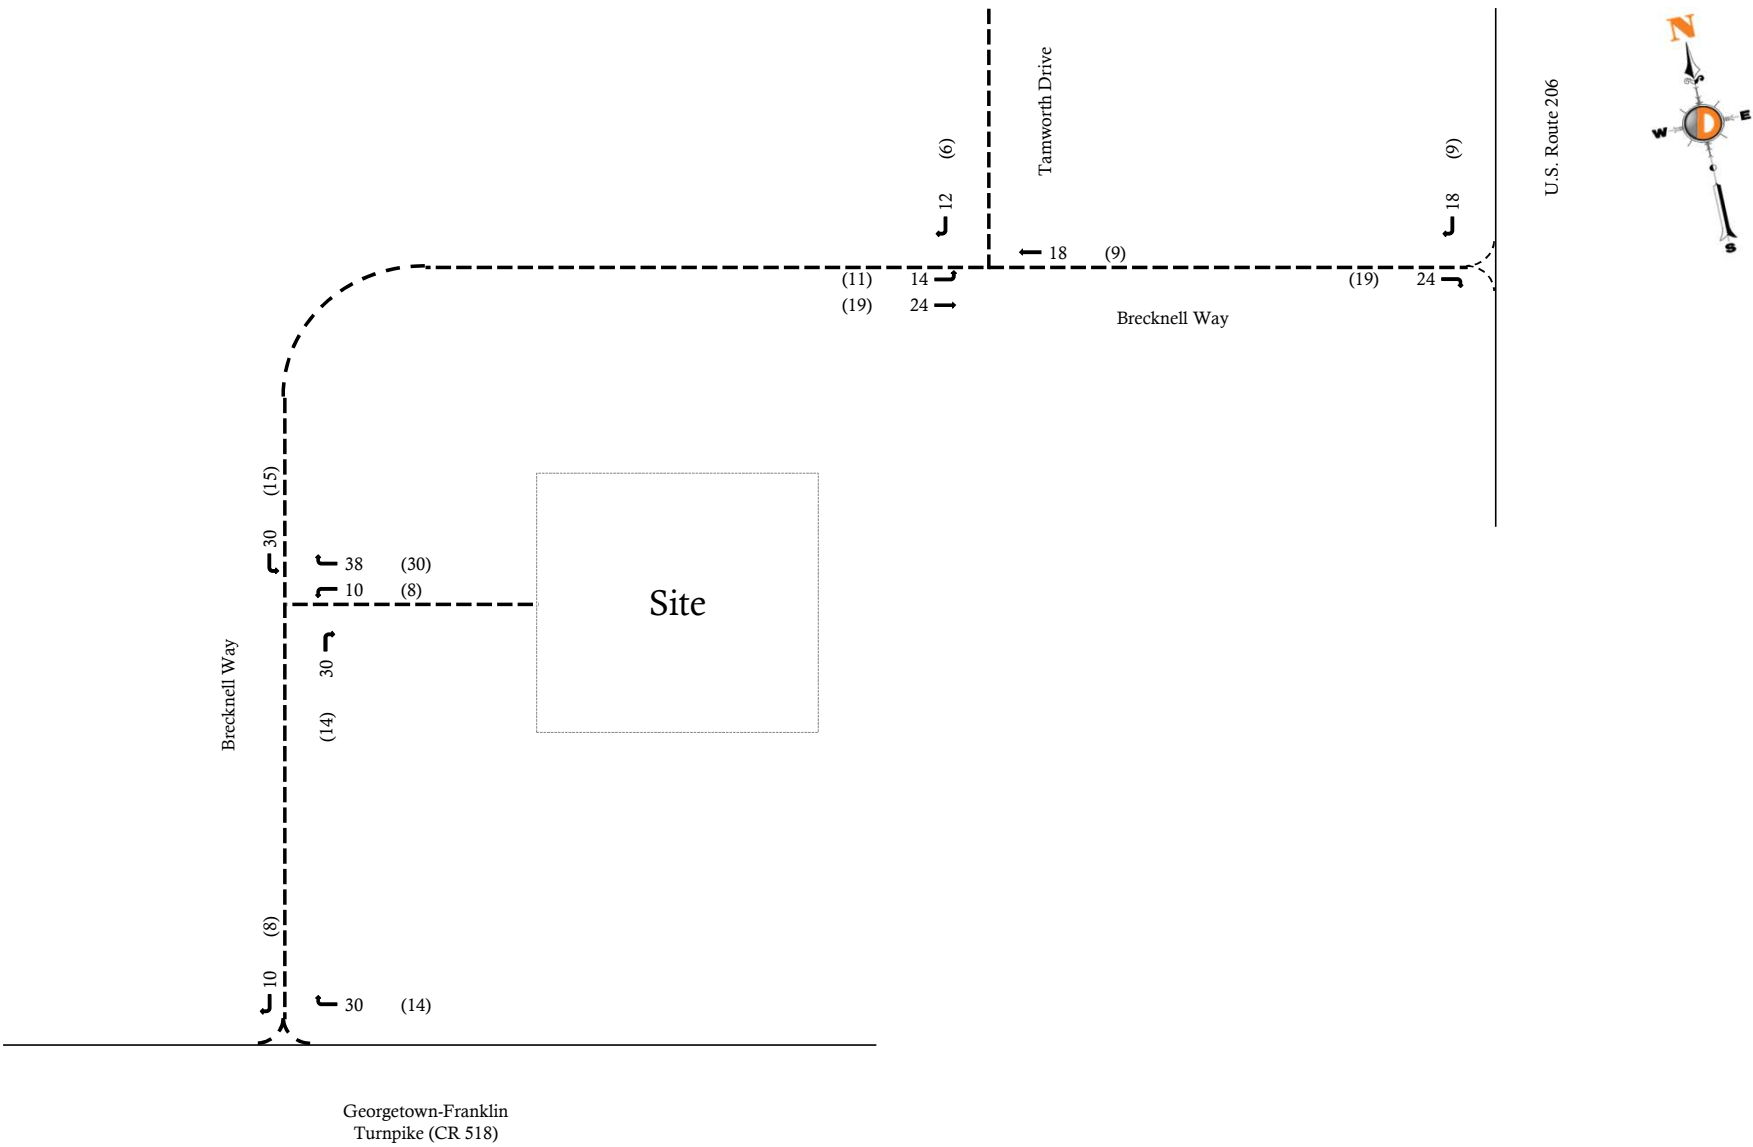 N
W
E
S
D
Tamworth Drive
U.S. Route 206
(6)
12
(9)
18
18 (9)
(11) 14
(19) 24
(19) 24
Brecknell Way
(15)
30
38 (30)
10 (8)
Site
30
(14)
Brecknell Way
(8)
10
30 (14)
Georgetown-Franklin
Turnpike (CR 518)